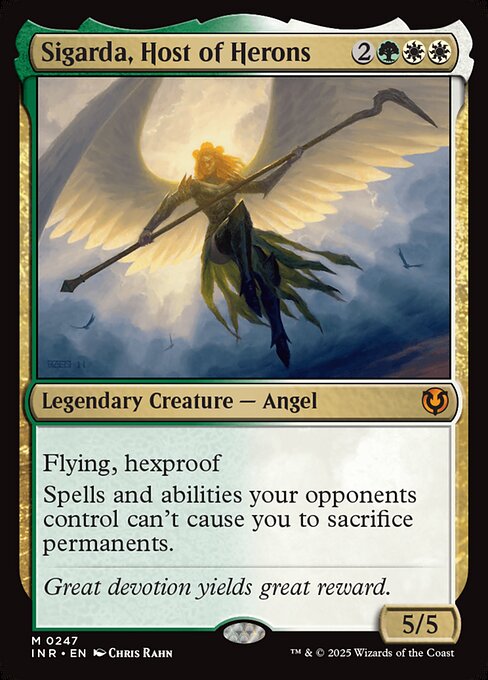 Sigarda, Host of Herons 2
Legendary Creature — Angel
Flying, hexproof
Spells and abilities your opponents
control can't cause you to sacrifice
permanents.
Great devotion yields great reward.
5/5
M 0247
INR • EN Chris Rahn
™ & © 2025 Wizards of the Coast